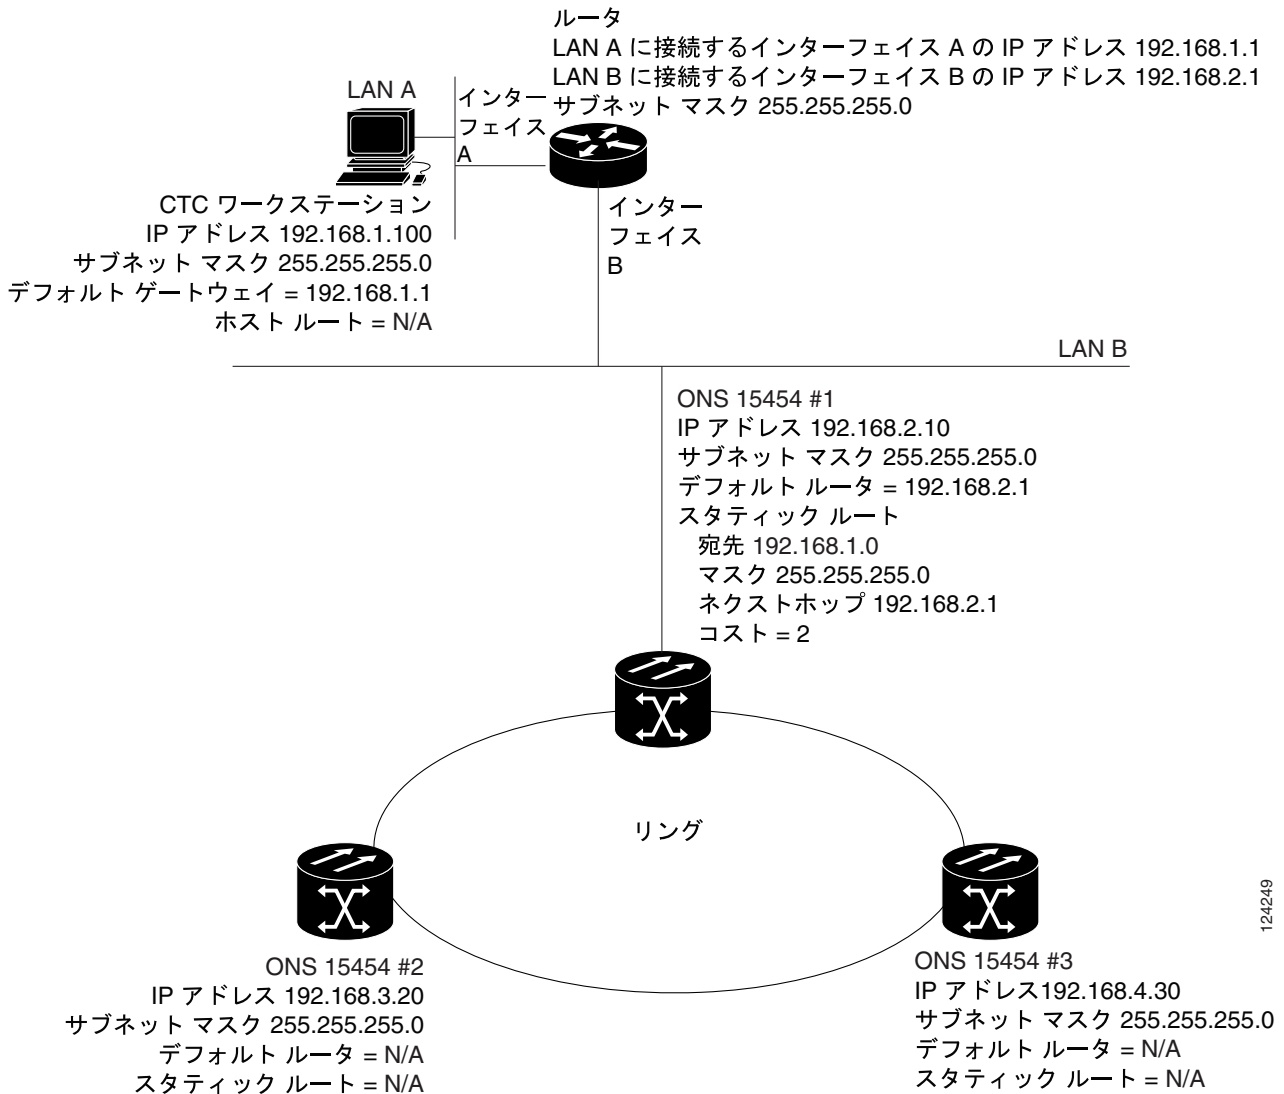 ルータ
LAN A に接続するインターフェイス A の IP アドレス 192.168.1.1
LAN B に接続するインターフェイス B の IP アドレス 192.168.2.1
サブネット マスク 255.255.255.0
LAN A
インター
フェイス
A
CTC ワークステーション
IP アドレス 192.168.1.100
サブネット マスク 255.255.255.0
デフォルト ゲートウェイ = 192.168.1.1
ホスト ルート = N/A
インター
フェイス
B
LAN B
ONS 15454 #1
IP アドレス 192.168.2.10
サブネット マスク 255.255.255.0
デフォルト ルータ = 192.168.2.1
スタティック ルート
宛先 192.168.1.0
マスク 255.255.255.0
ネクストホップ 192.168.2.1
コスト = 2
リング
ONS 15454 #2
IP アドレス 192.168.3.20
サブネット マスク 255.255.255.0
デフォルト ルータ = N/A
スタティック ルート = N/A
ONS 15454 #3
IP アドレス192.168.4.30
サブネット マスク 255.255.255.0
デフォルト ルータ = N/A
スタティック ルート = N/A
124249